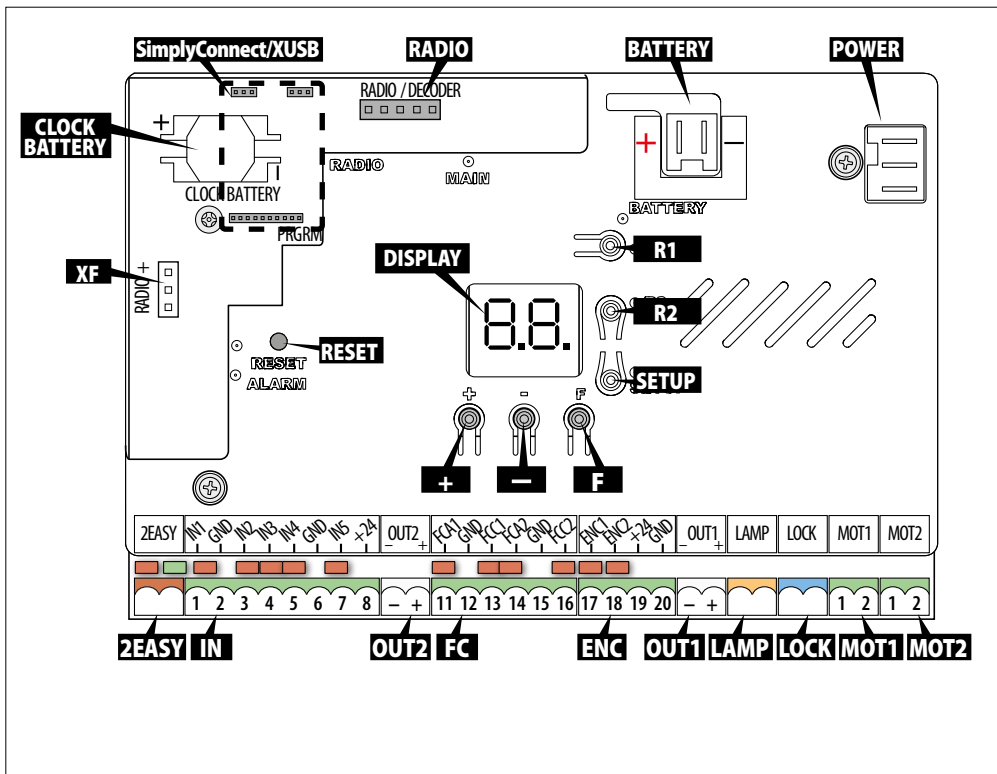 SimplyConnect/XUSB RADIO BATTERY POWER
RADIO / DECODER
CLOCK
BATTERY
+ + −
RADIO
MAIN
−
CLOCK BATTERY
BATTERY
PRGRM
R1
DISPLAY
XF
RADIO +
8.8.
R2
RESET
RESET
ALARM
SETUP
+ - F
+ − F
2EASY IN1 GND IN2 IN3 IN4 GND IN5 +24 - OUT2 + FCA1 GND FCC1 FCA2 GND FCC2 ENC1 ENC2 +24 GND - OUT1 + LAMP LOCK MOT1 MOT2
1 2 3 4 5 6 7 8 − + 11 12 13 14 15 16 17 18 19 20 − + 1 2 1 2
2EASY IN OUT2 FC ENC OUT1 LAMP LOCK MOT1 MOT2